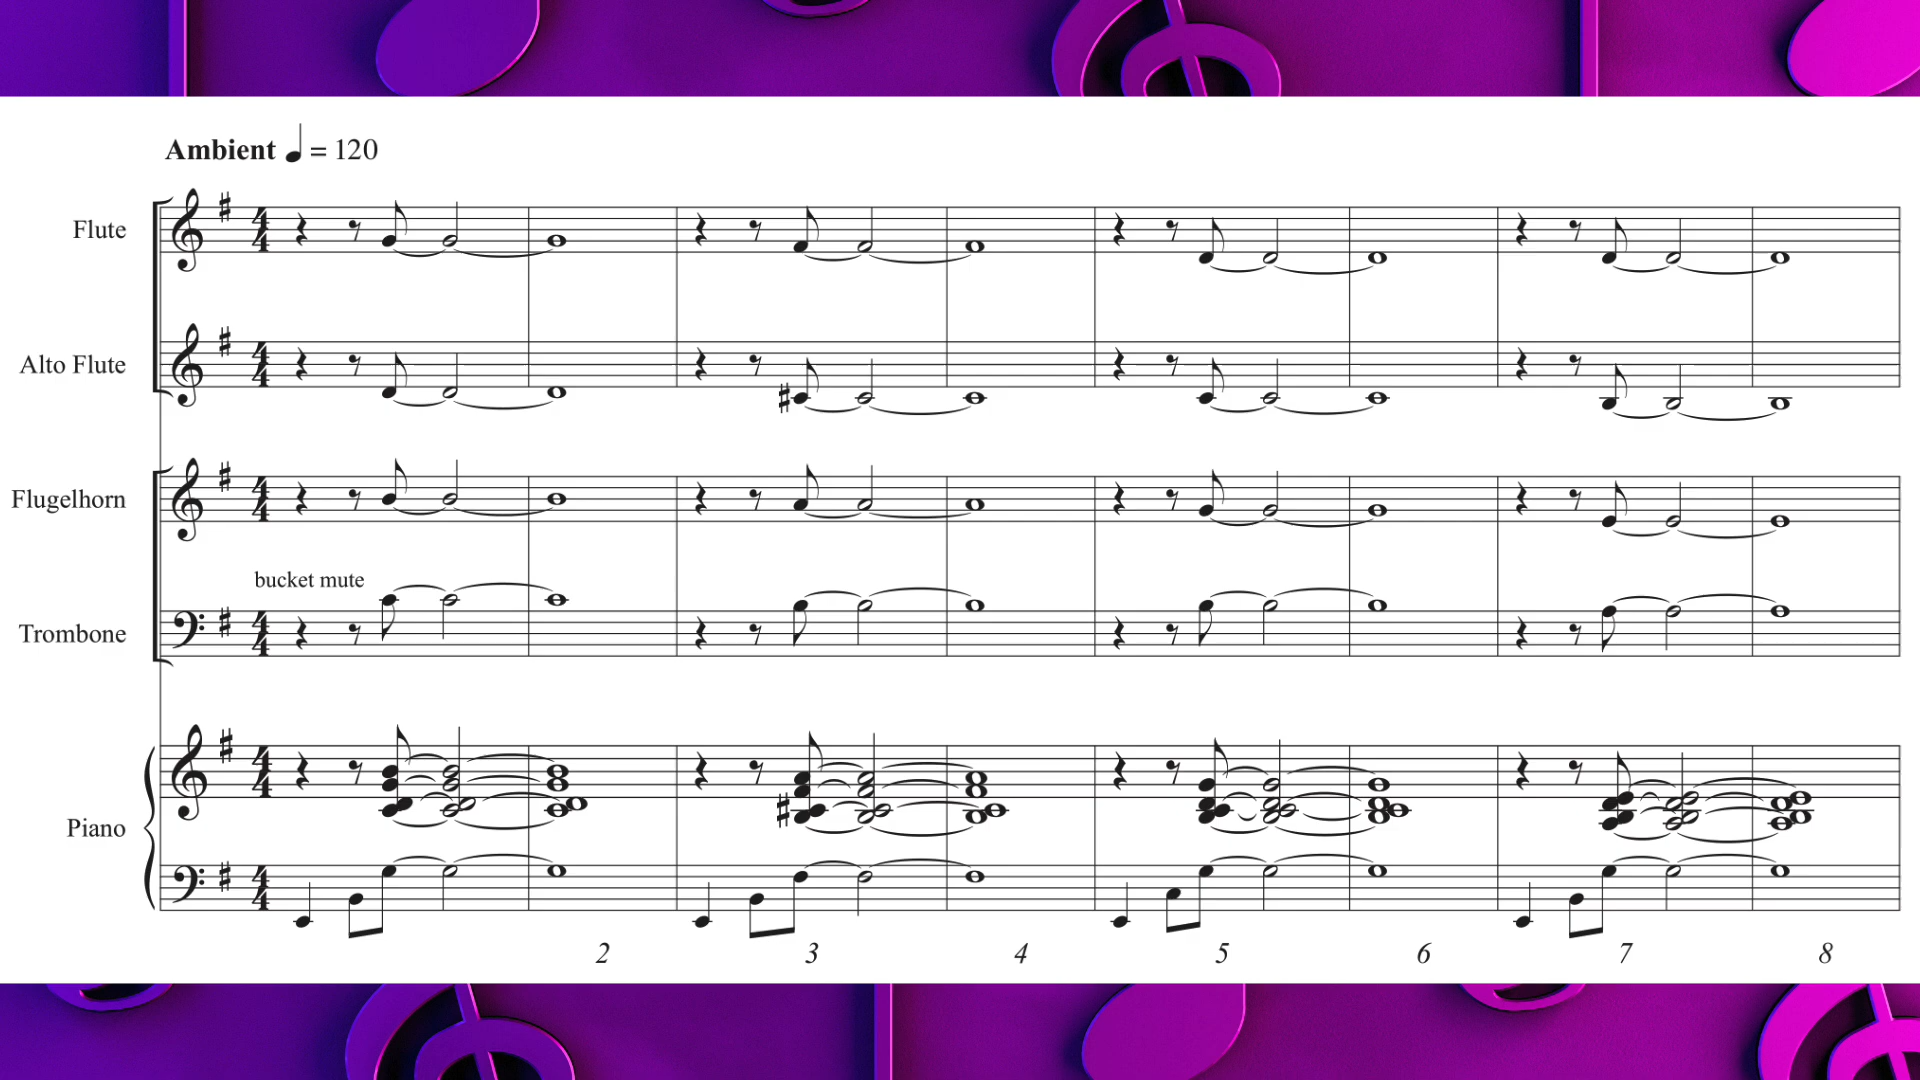 Ambient ♩ = 120
Flute
Alto Flute
Flugelhorn
bucket mute
Trombone
Piano
2 3 4 5 6 7 8